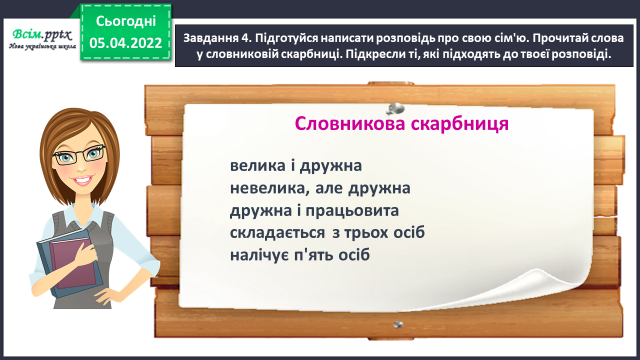 Всім.pptx
Нова українська школа
Сьогодні
05.04.2022
Завдання 4. Підготуйся написати розповідь про свою сім'ю. Прочитай слова
у словниковій скарбниці. Підкресли ті, які підходять до твоєї розповіді.
Словникова скарбниця
велика і дружна
невелика, але дружна
дружна і працьовита
складається з трьох осіб
налічує п'ять осіб